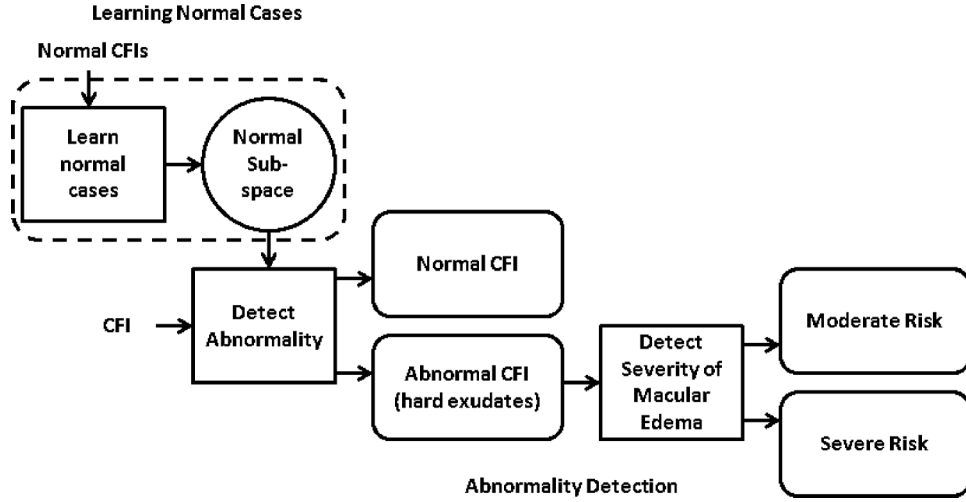 Learning Normal Cases
Normal CFIs
Learn
normal
cases
Normal
Sub-
space
CFI
Detect
Abnormality
Normal CFI
Abnormal CFI
(hard exudates)
Detect
Severity of
Macular
Edema
Moderate Risk
Severe Risk
Abnormality Detection